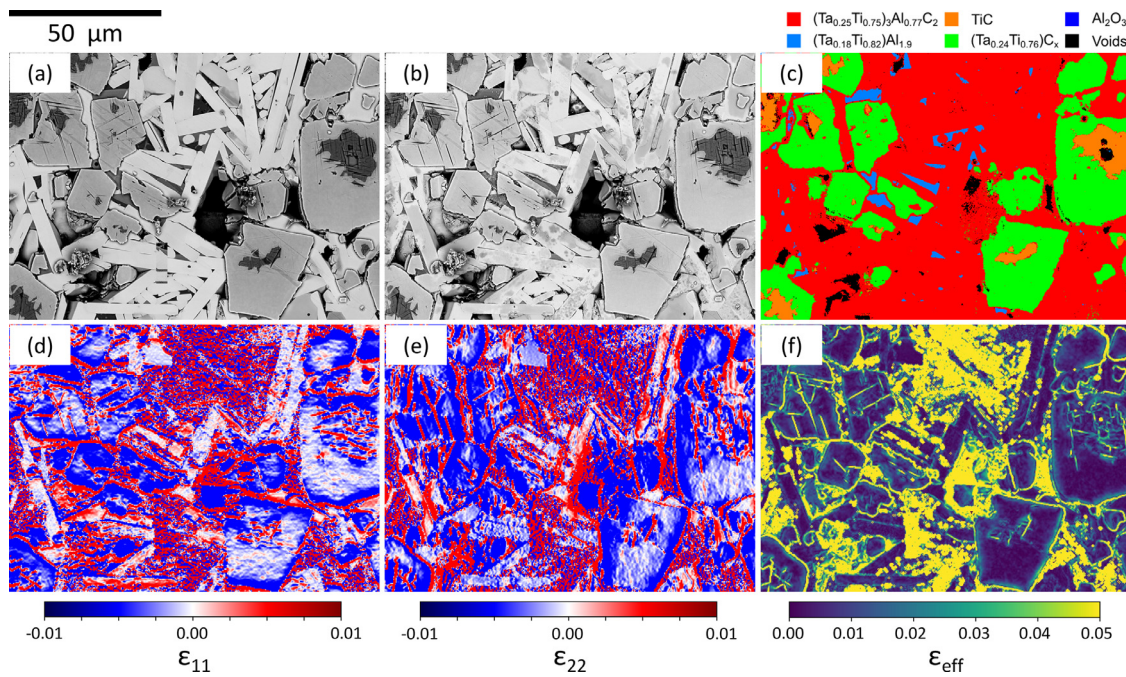 50 μm
(Ta0.25Ti0.75)3Al0.77C2 TiC Al2O3
(Ta0.18Ti0.82)Al1.9 (Ta0.24Ti0.76)Cx Voids
(a) (b) (c)
(d) (e) (f)
-0.01 0.00 0.01 -0.01 0.00 0.01 0.00 0.01 0.02 0.03 0.04 0.05
ε11 ε22 εeff